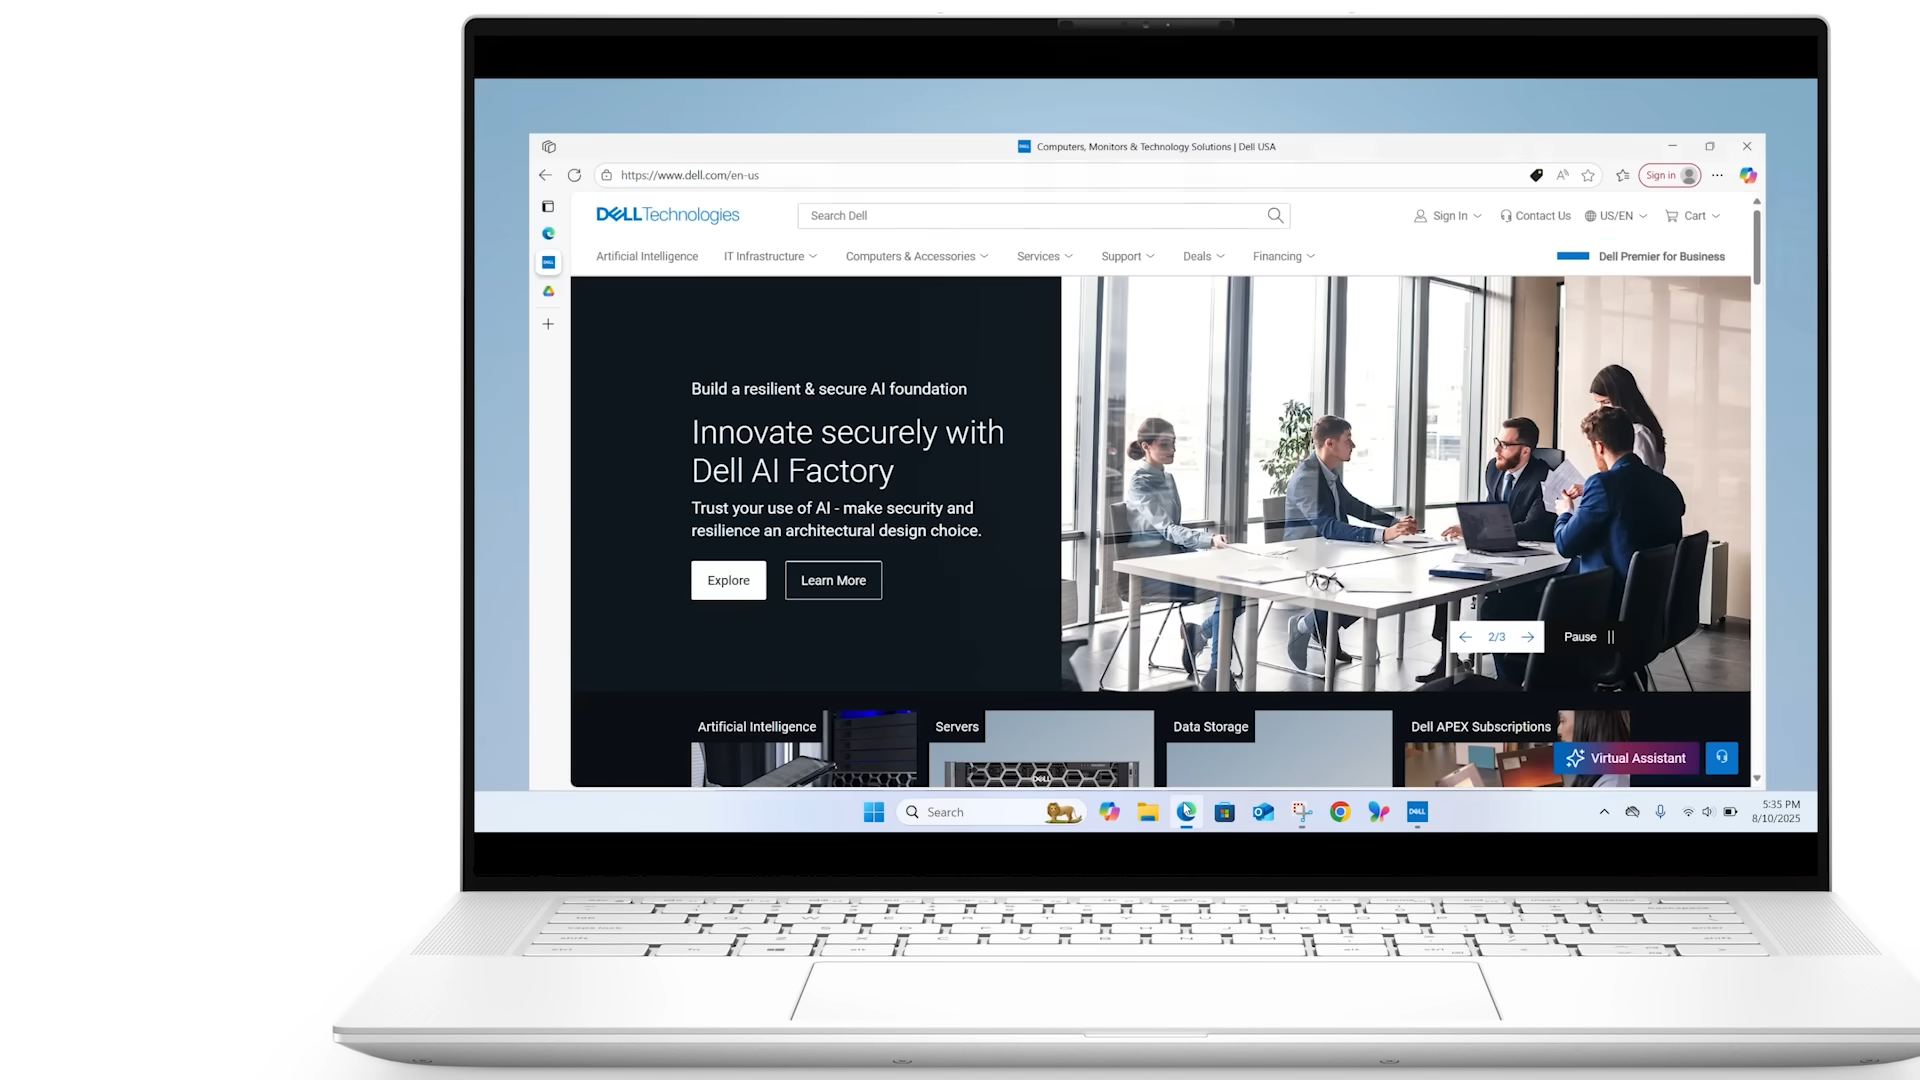 Computers, Monitors & Technology Solutions | Dell USA
https://www.dell.com/en-us
Sign in
DELL Technologies
Search Dell
Sign In
Contact Us
US/EN
Cart
Artificial Intelligence
IT Infrastructure
Computers & Accessories
Services
Support
Deals
Financing
Dell Premier for Business
Build a resilient & secure AI foundation
Innovate securely with
Dell AI Factory
Trust your use of AI - make security and
resilience an architectural design choice.
Explore
Learn More
2/3
Pause
Artificial Intelligence
Servers
Data Storage
Dell APEX Subscriptions
DELL
Virtual Assistant
Search
DELL
5:35 PM
8/10/2025